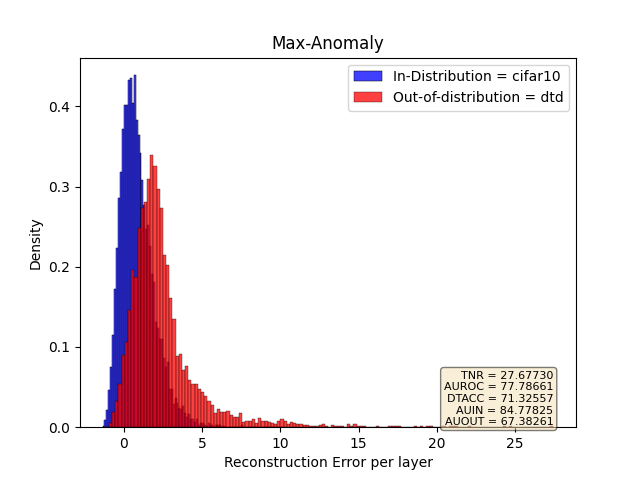 Max-Anomaly
In-Distribution = cifar10
Out-of-distribution = dtd
Density
0.4
0.3
0.2
0.1
0.0
TNR = 27.67730
AUROC = 77.78661
DTACC = 71.32557
AUIN = 84.77825
AUOUT = 67.38261
0 5 10 15 20 25
Reconstruction Error per layer